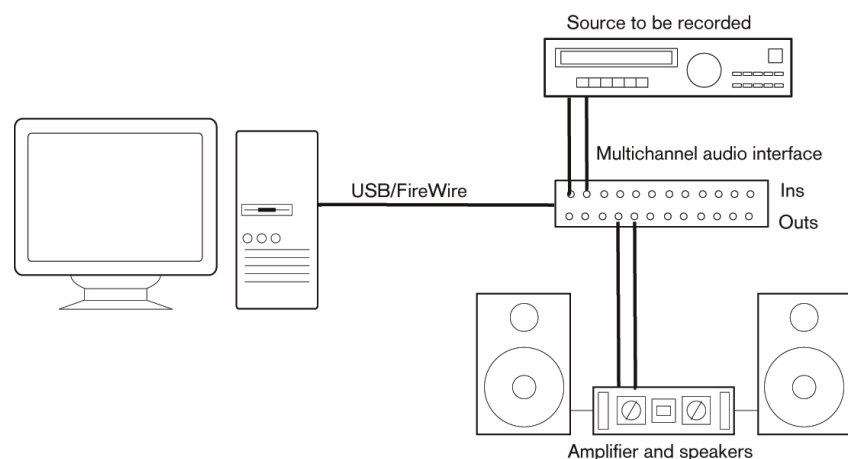 Source to be recorded
Multichannel audio interface
USB/FireWire
Ins
Outs
Amplifier and speakers